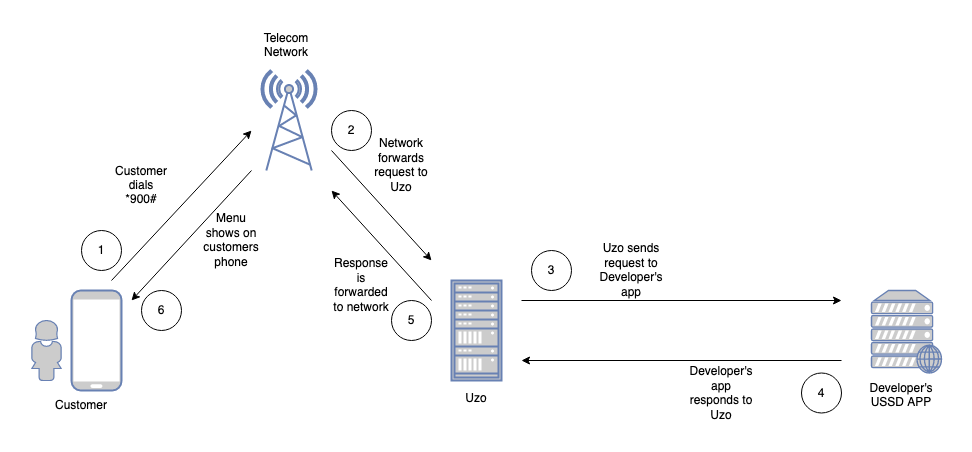 Telecom
Network
2
Network
forwards
request to
Uzo
Customer
dials
*900#
1
Menu
shows on
customers
phone
6
Response
is
forwarded
to network
5
3
Uzo sends
request to
Developer's
app
Developer's
app
responds to
Uzo
4
Customer
Uzo
Developer's
USSD APP